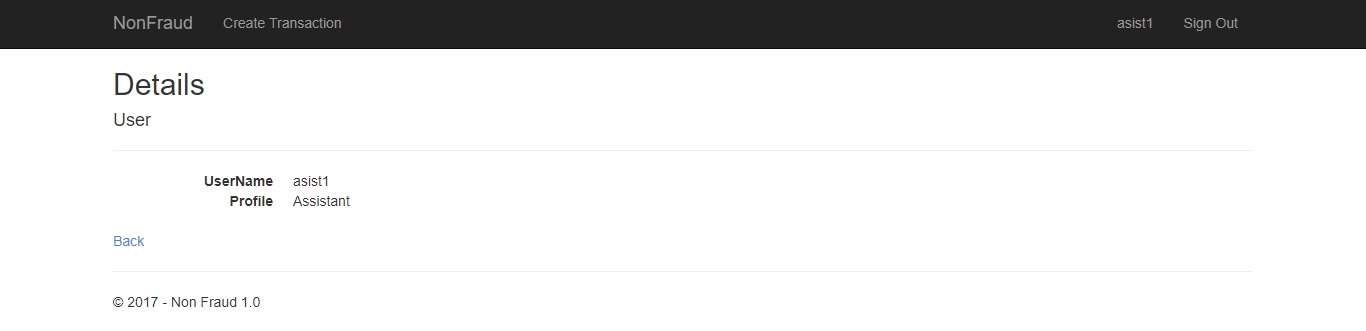 NonFraud Create Transaction asist1 Sign Out
Details
User
UserName asist1
Profile Assistant
Back
© 2017 - Non Fraud 1.0